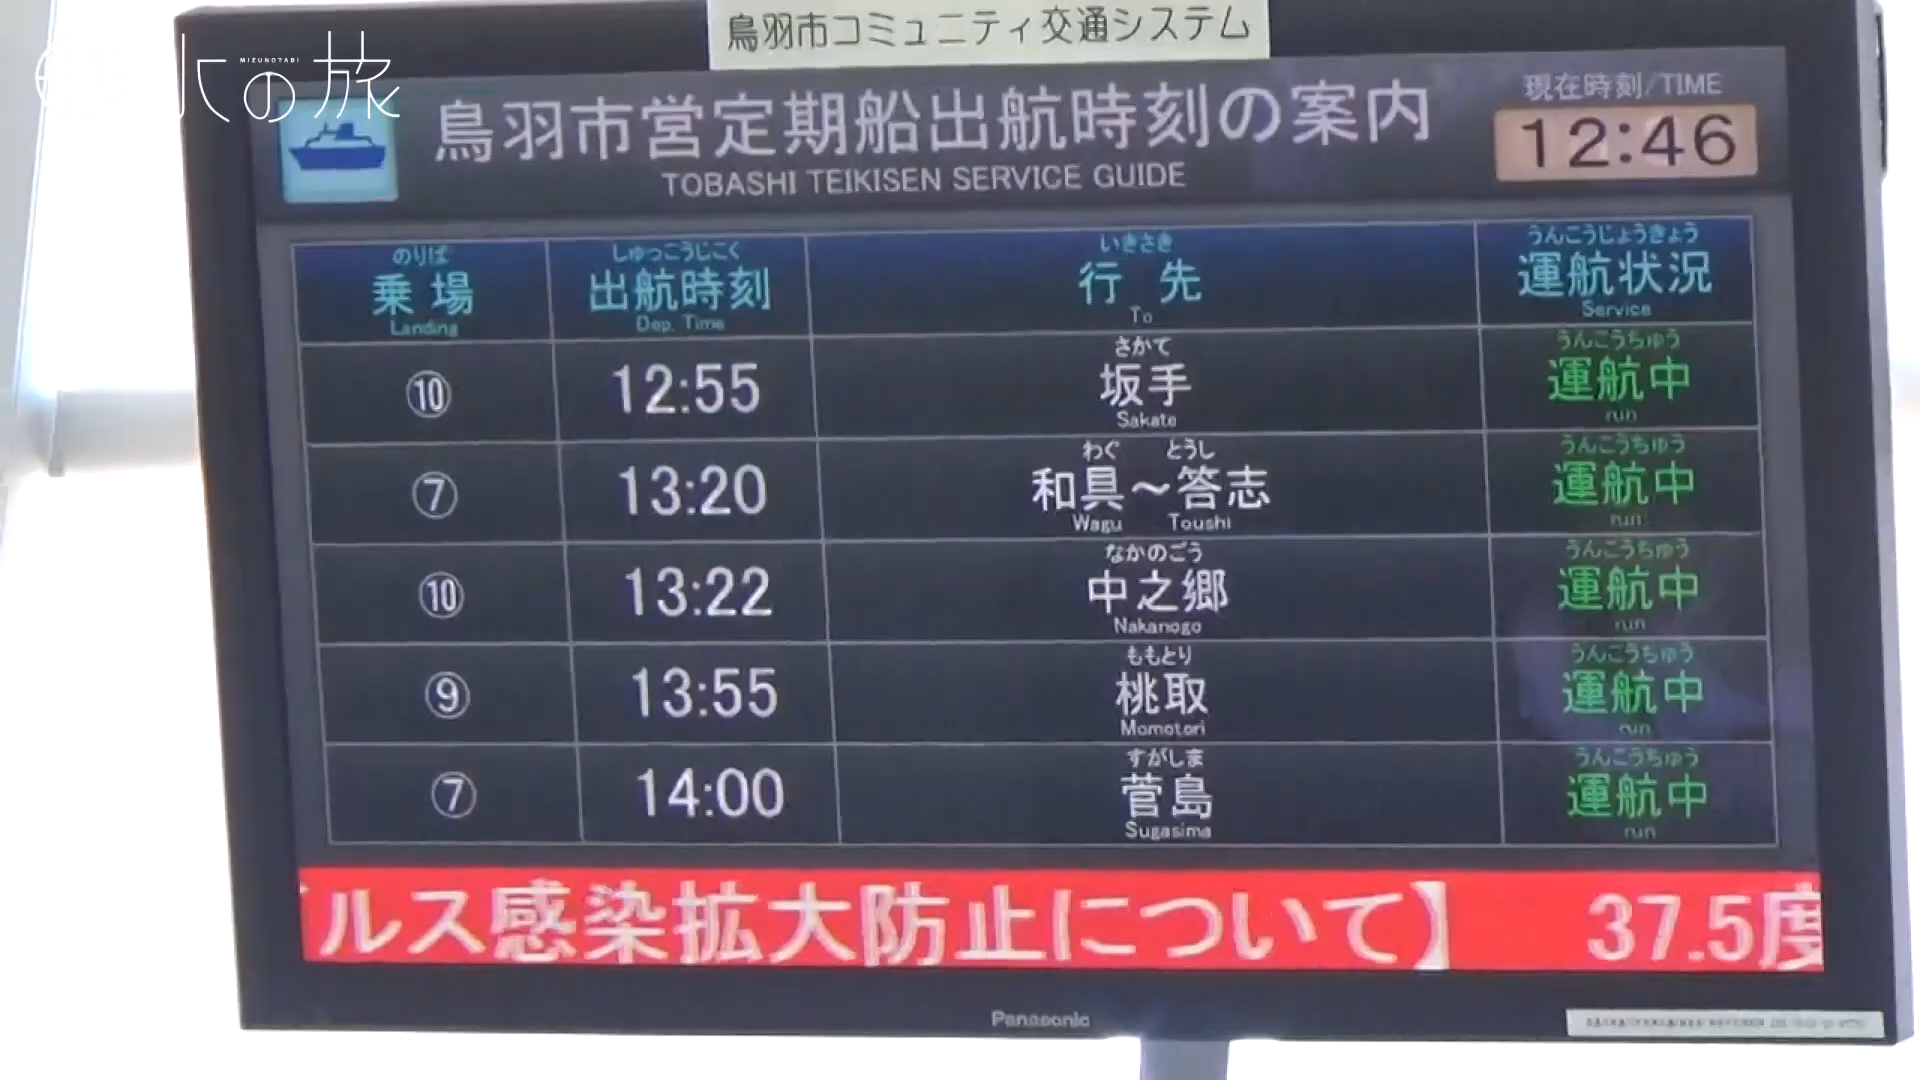 鳥羽市コミュニティ交通システム
水の旅
MIZUNOTABI
鳥羽市営定期船出航時刻の案内
TOBASHI TEIKISEN SERVICE GUIDE
現在時刻/TIME
12:46
のりば しゅっこうじこく いきさき うんこうじょうきょう
乗場 出航時刻 行先 運航状況
Landing Dep. Time To Service
さかて うんこうちゅう
⑩ 12:55 坂手 運航中
Sakate run
わぐ とうし うんこうちゅう
⑦ 13:20 和具～答志 運航中
Wagu Toushi run
なかのごう うんこうちゅう
⑩ 13:22 中之郷 運航中
Nakanogo run
ももとり うんこうちゅう
⑨ 13:55 桃取 運航中
Momotori run
すがしま うんこうちゅう
⑦ 14:00 菅島 運航中
Sugasima run
ルス感染拡大防止について】 37.5度
Panasonic